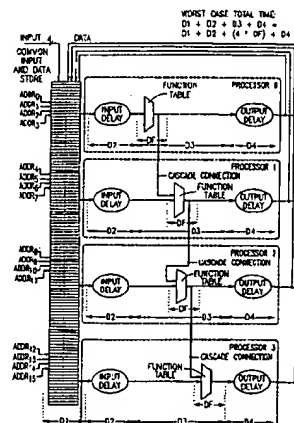 WORST CASE TOTAL TIME:
D1 + D2 + D3 + D4 =
D1 + D2 + (4 * DF) + D4
INPUT
DATA
COMMON
INPUT
AND DATA
STORE
FUNCTION
TABLE
PROCESSOR 0
ADDR0
ADDR1
ADDR2
ADDR3
INPUT
DELAY
OUTPUT
DELAY
DF
D2
D3
D4
PROCESSOR 1
CASCADE CONNECTION
ADDR4
ADDR5
ADDR6
ADDR7
INPUT
DELAY
FUNCTION
TABLE
OUTPUT
DELAY
DF
D2
D3
D4
PROCESSOR 2
CASCADE CONNECTION
FUNCTION
TABLE
ADDR8
ADDR9
ADDR10
ADDR11
INPUT
DELAY
OUTPUT
DELAY
DF
D2
D3
D4
PROCESSOR 3
CASCADE CONNECTION
FUNCTION
TABLE
ADDR12
ADDR13
ADDR14
ADDR15
INPUT
DELAY
OUTPUT
DELAY
DF
D1
D2
D3
D4